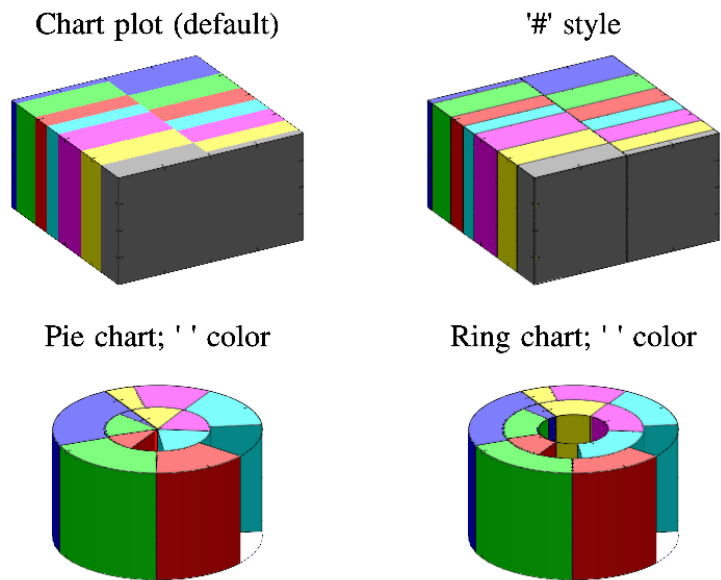 Chart plot (default)
'#' style
Pie chart; ' ' color
Ring chart; ' ' color